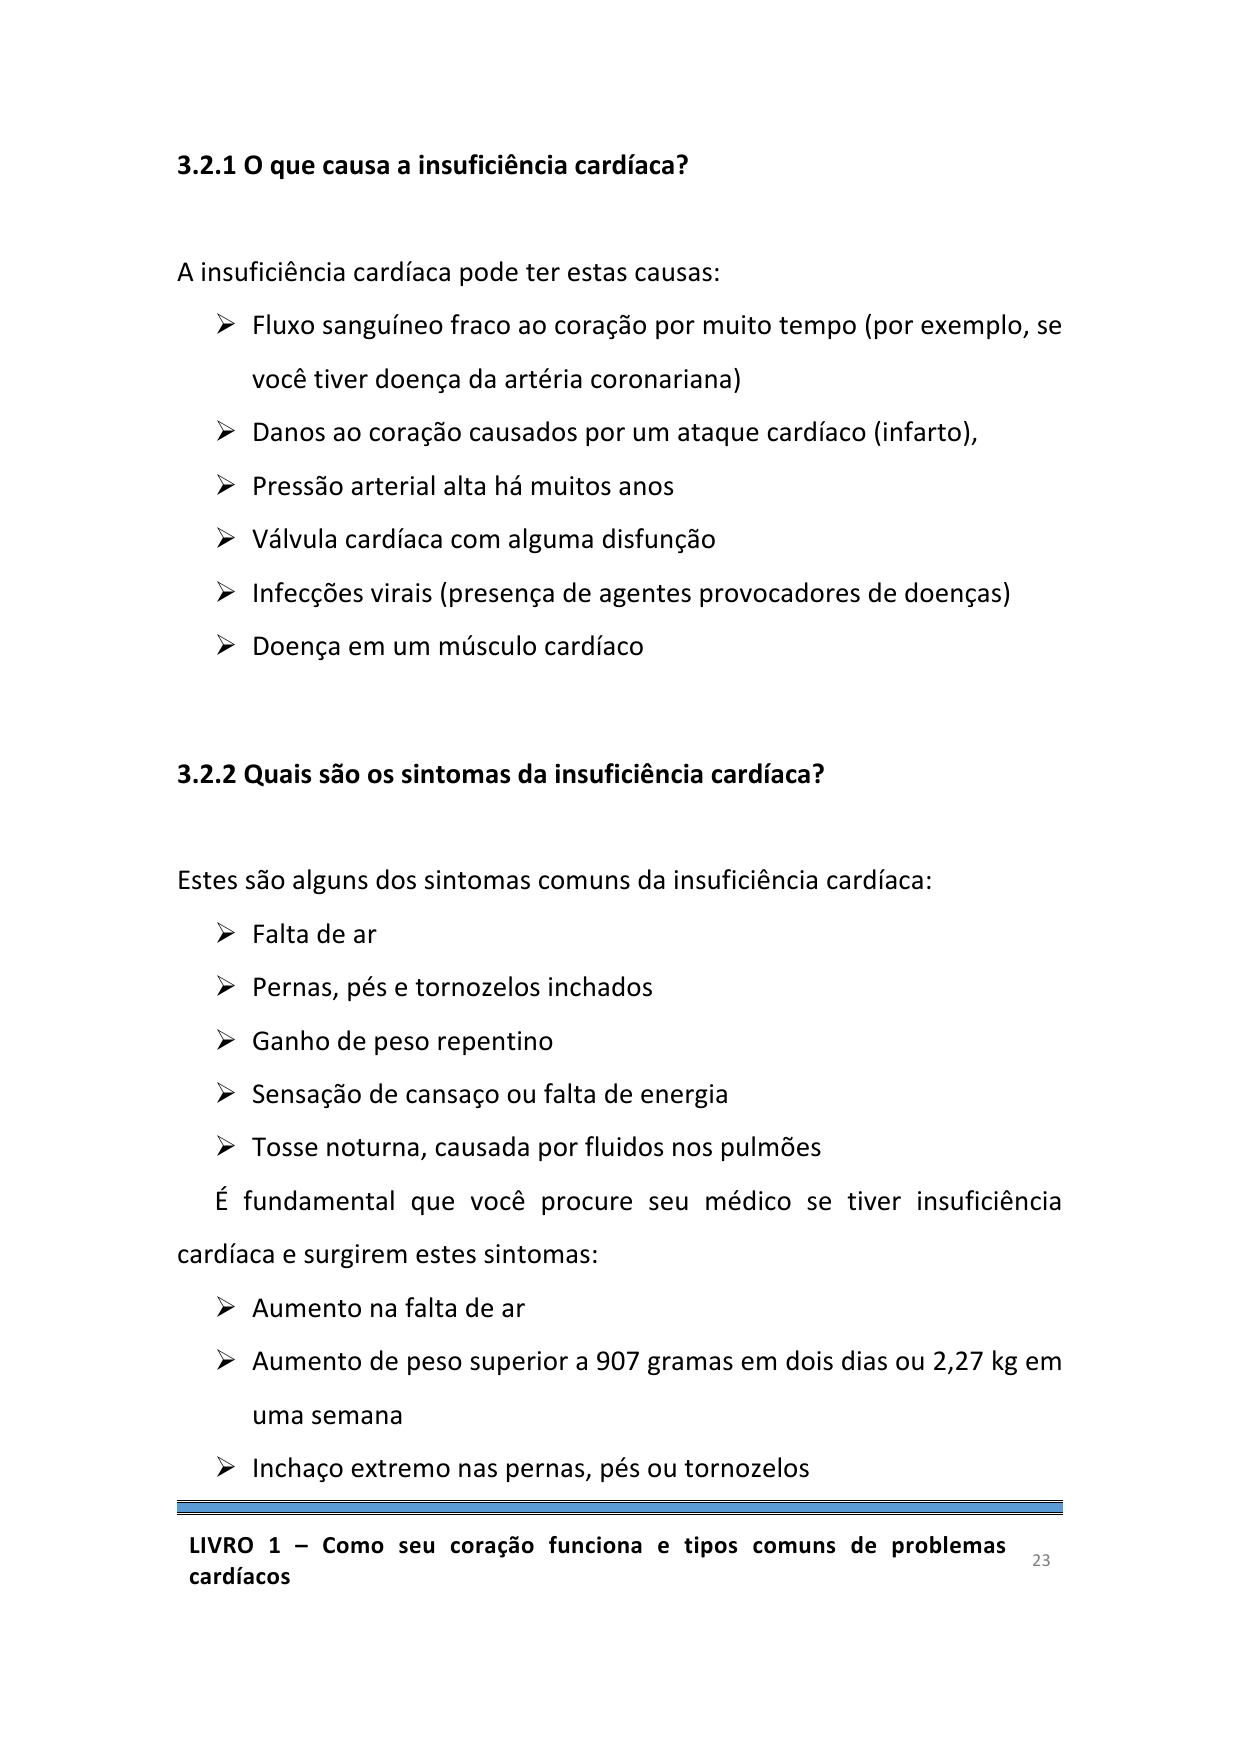 3.2.1 O que causa a insuficiência cardíaca?
A insuficiência cardíaca pode ter estas causas:
➢ Fluxo sanguíneo fraco ao coração por muito tempo (por exemplo, se
você tiver doença da artéria coronariana)
➢ Danos ao coração causados por um ataque cardíaco (infarto),
➢ Pressão arterial alta há muitos anos
➢ Válvula cardíaca com alguma disfunção
➢ Infecções virais (presença de agentes provocadores de doenças)
➢ Doença em um músculo cardíaco
3.2.2 Quais são os sintomas da insuficiência cardíaca?
Estes são alguns dos sintomas comuns da insuficiência cardíaca:
➢ Falta de ar
➢ Pernas, pés e tornozelos inchados
➢ Ganho de peso repentino
➢ Sensação de cansaço ou falta de energia
➢ Tosse noturna, causada por fluidos nos pulmões
É fundamental que você procure seu médico se tiver insuficiência
cardíaca e surgirem estes sintomas:
➢ Aumento na falta de ar
➢ Aumento de peso superior a 907 gramas em dois dias ou 2,27 kg em
uma semana
➢ Inchaço extremo nas pernas, pés ou tornozelos
LIVRO 1 – Como seu coração funciona e tipos comuns de problemas
cardíacos
23